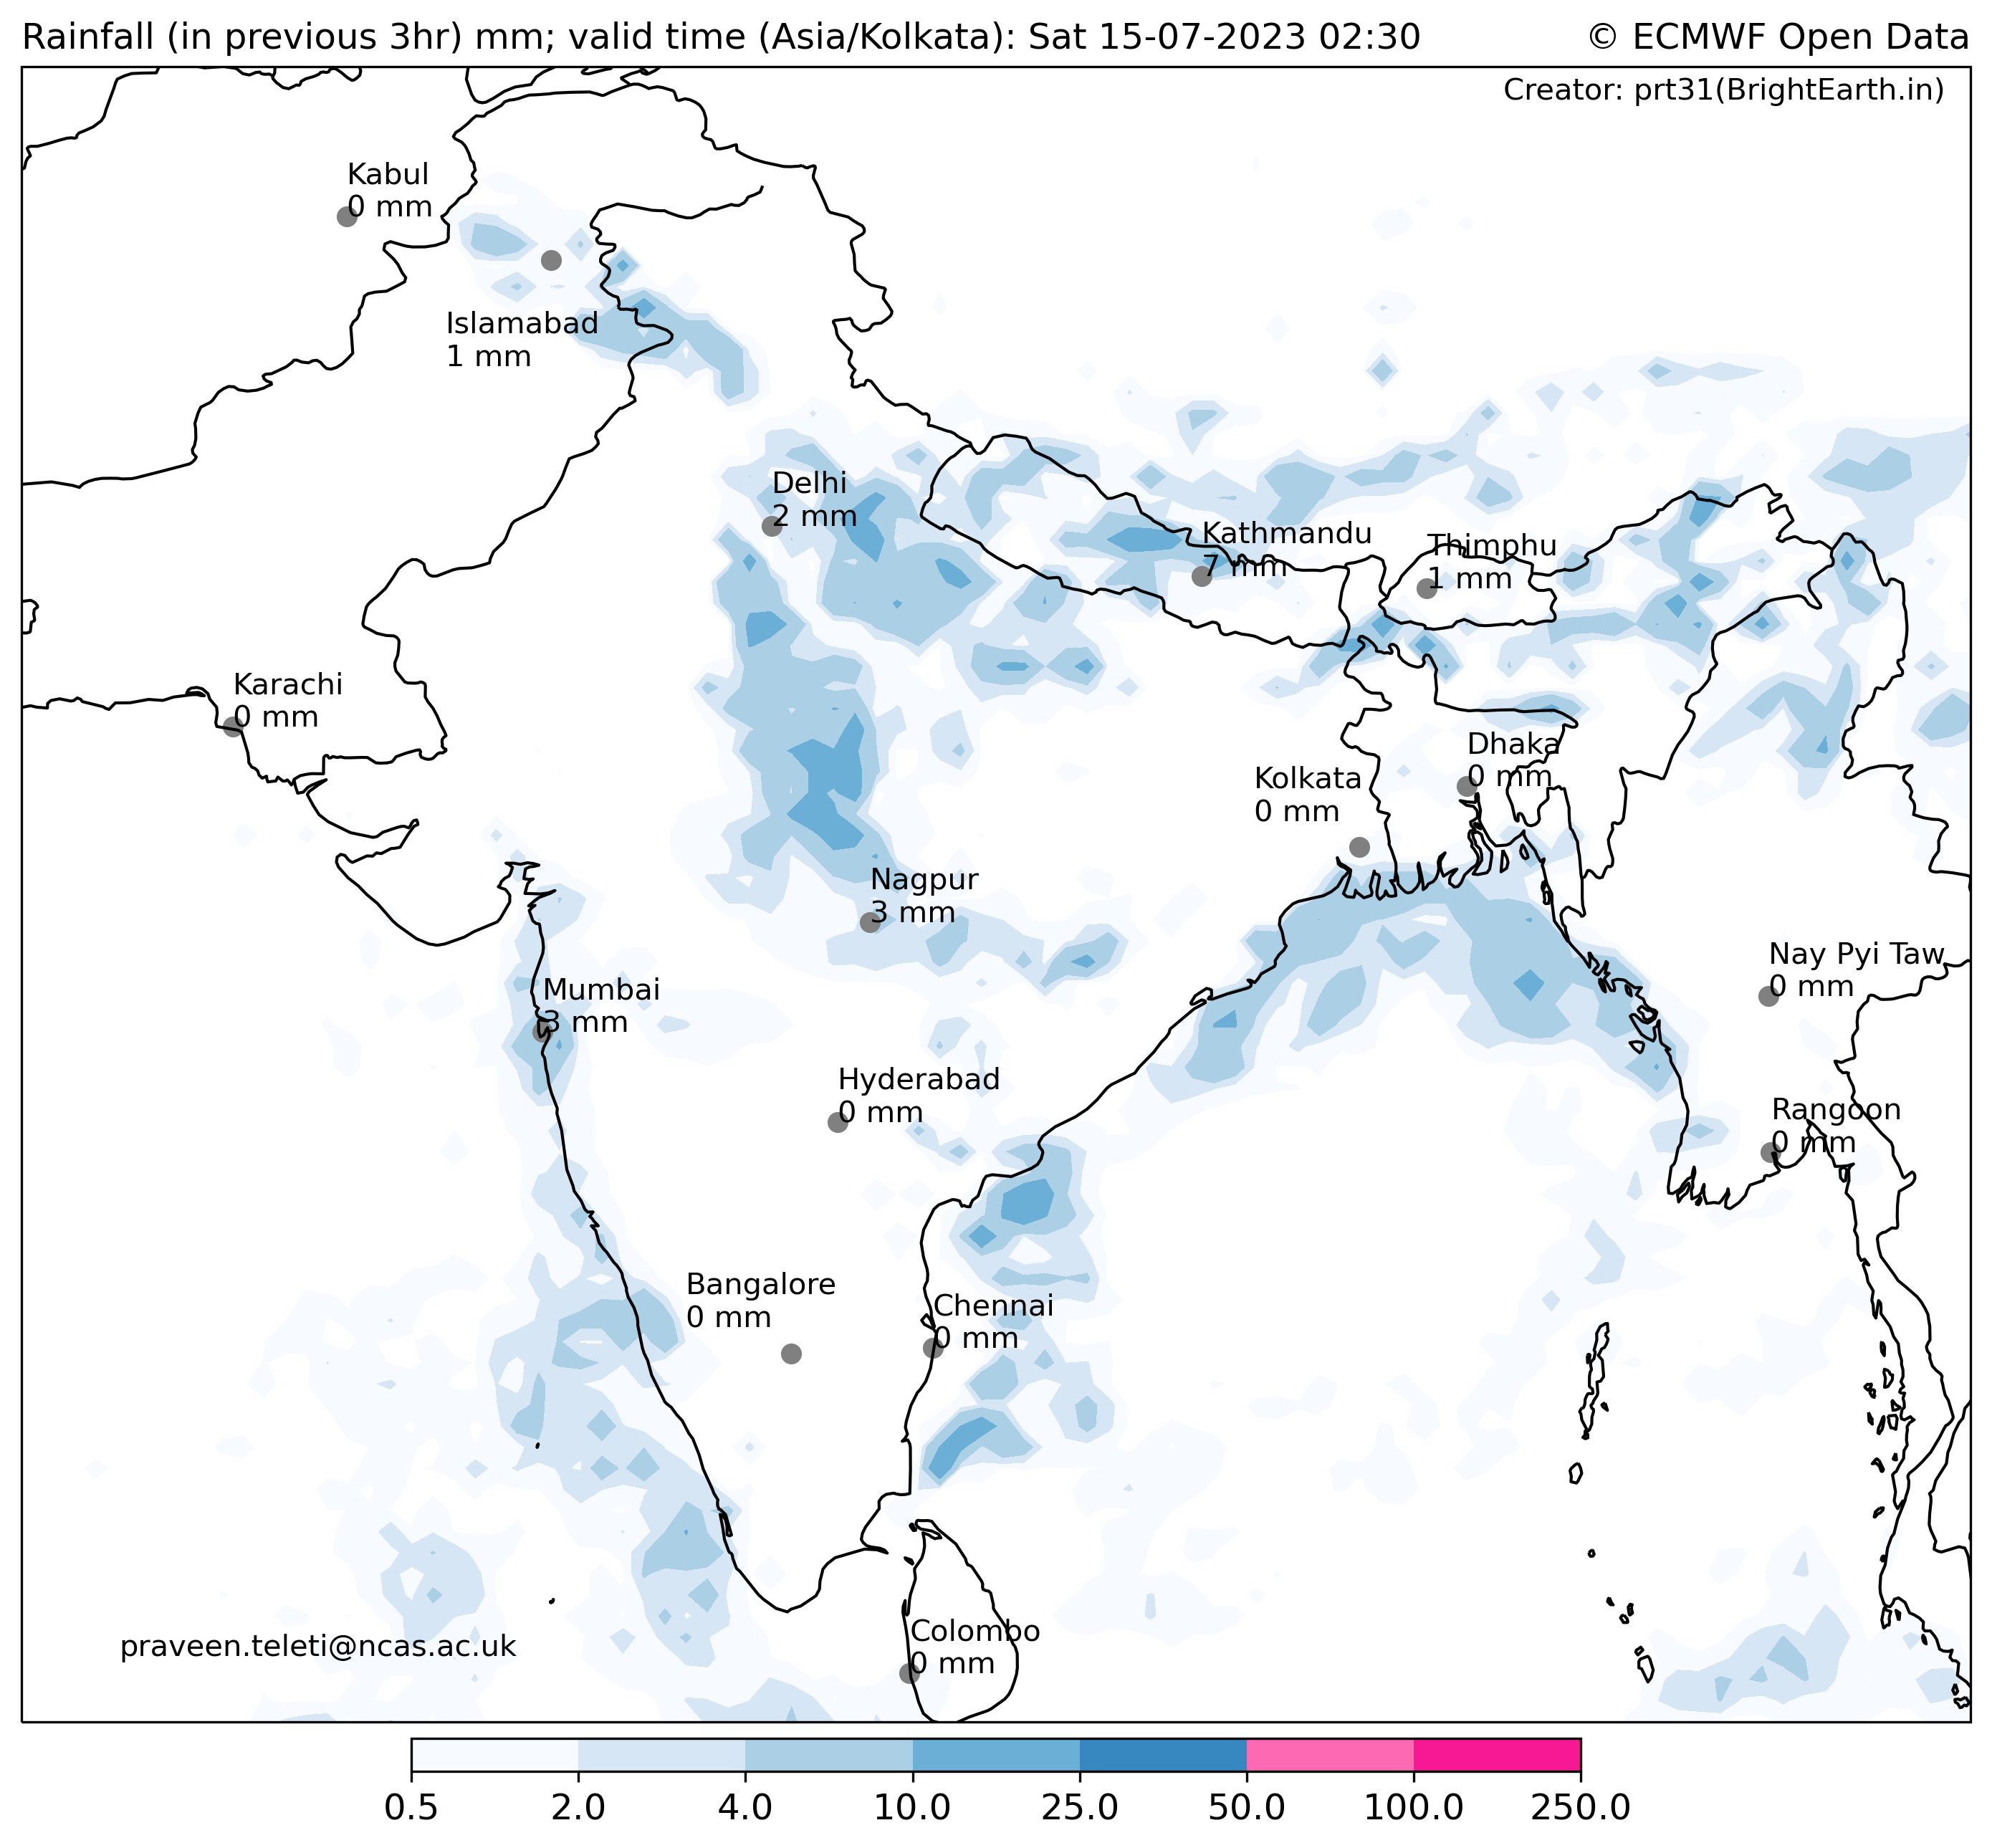 Rainfall (in previous 3hr) mm; valid time (Asia/Kolkata): Sat 15-07-2023 02:30
© ECMWF Open Data
Creator: prt31(BrightEarth.in)
Kabul
0 mm
Islamabad
1 mm
Delhi
2 mm
Kathmandu
7 mm
Thimphu
1 mm
Karachi
0 mm
Dhaka
0 mm
Kolkata
0 mm
Nagpur
3 mm
Nay Pyi Taw
0 mm
Mumbai
3 mm
Hyderabad
0 mm
Rangoon
0 mm
Bangalore
0 mm
Chennai
0 mm
Colombo
0 mm
praveen.teleti@ncas.ac.uk
0.5 2.0 4.0 10.0 25.0 50.0 100.0 250.0